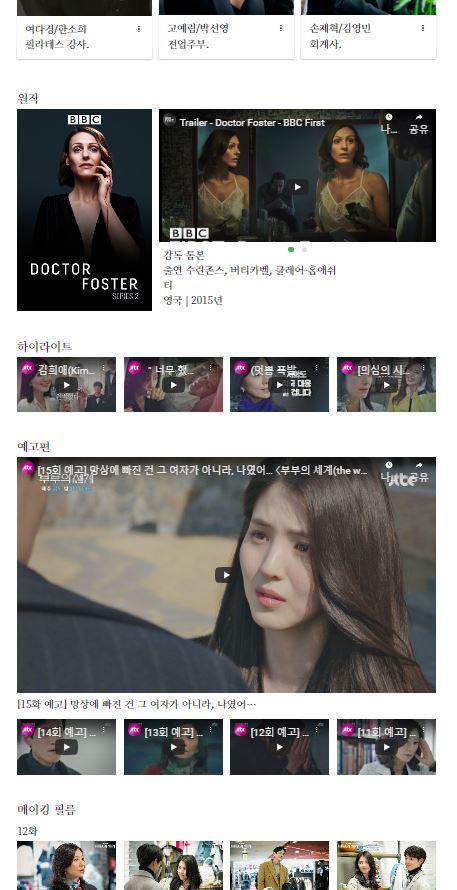 여다경/한소희
필라테스 강사.
고예림/박선영
전업주부.
손제혁/김영민
회계사.
원작
BBC
DOCTOR
FOSTER
SERIES 2
Trailer - Doctor Foster - BBC First
나...
공유
BBC
감독 톰본
출연 수란존스, 버티카벨, 클레어-홉애쉬
티
영국 | 2015년
하이라이트
김희애(Kim...
" 너무 했...
(멋쁨 폭발...
[의심의 시...
예고편
[15회 예고] 망상에 빠진 건 그 여자가 아니라, 나였어... <부부의 세계(the w...
나...
공유
부부의 세계
jtbc
[15화 예고] 망상에 빠진 건 그 여자가 아니라, 나였어…
[14회 예고] ...
[13회 예고] ...
[12회 예고] ...
[11회 예고] ...
메이킹 필름
12화